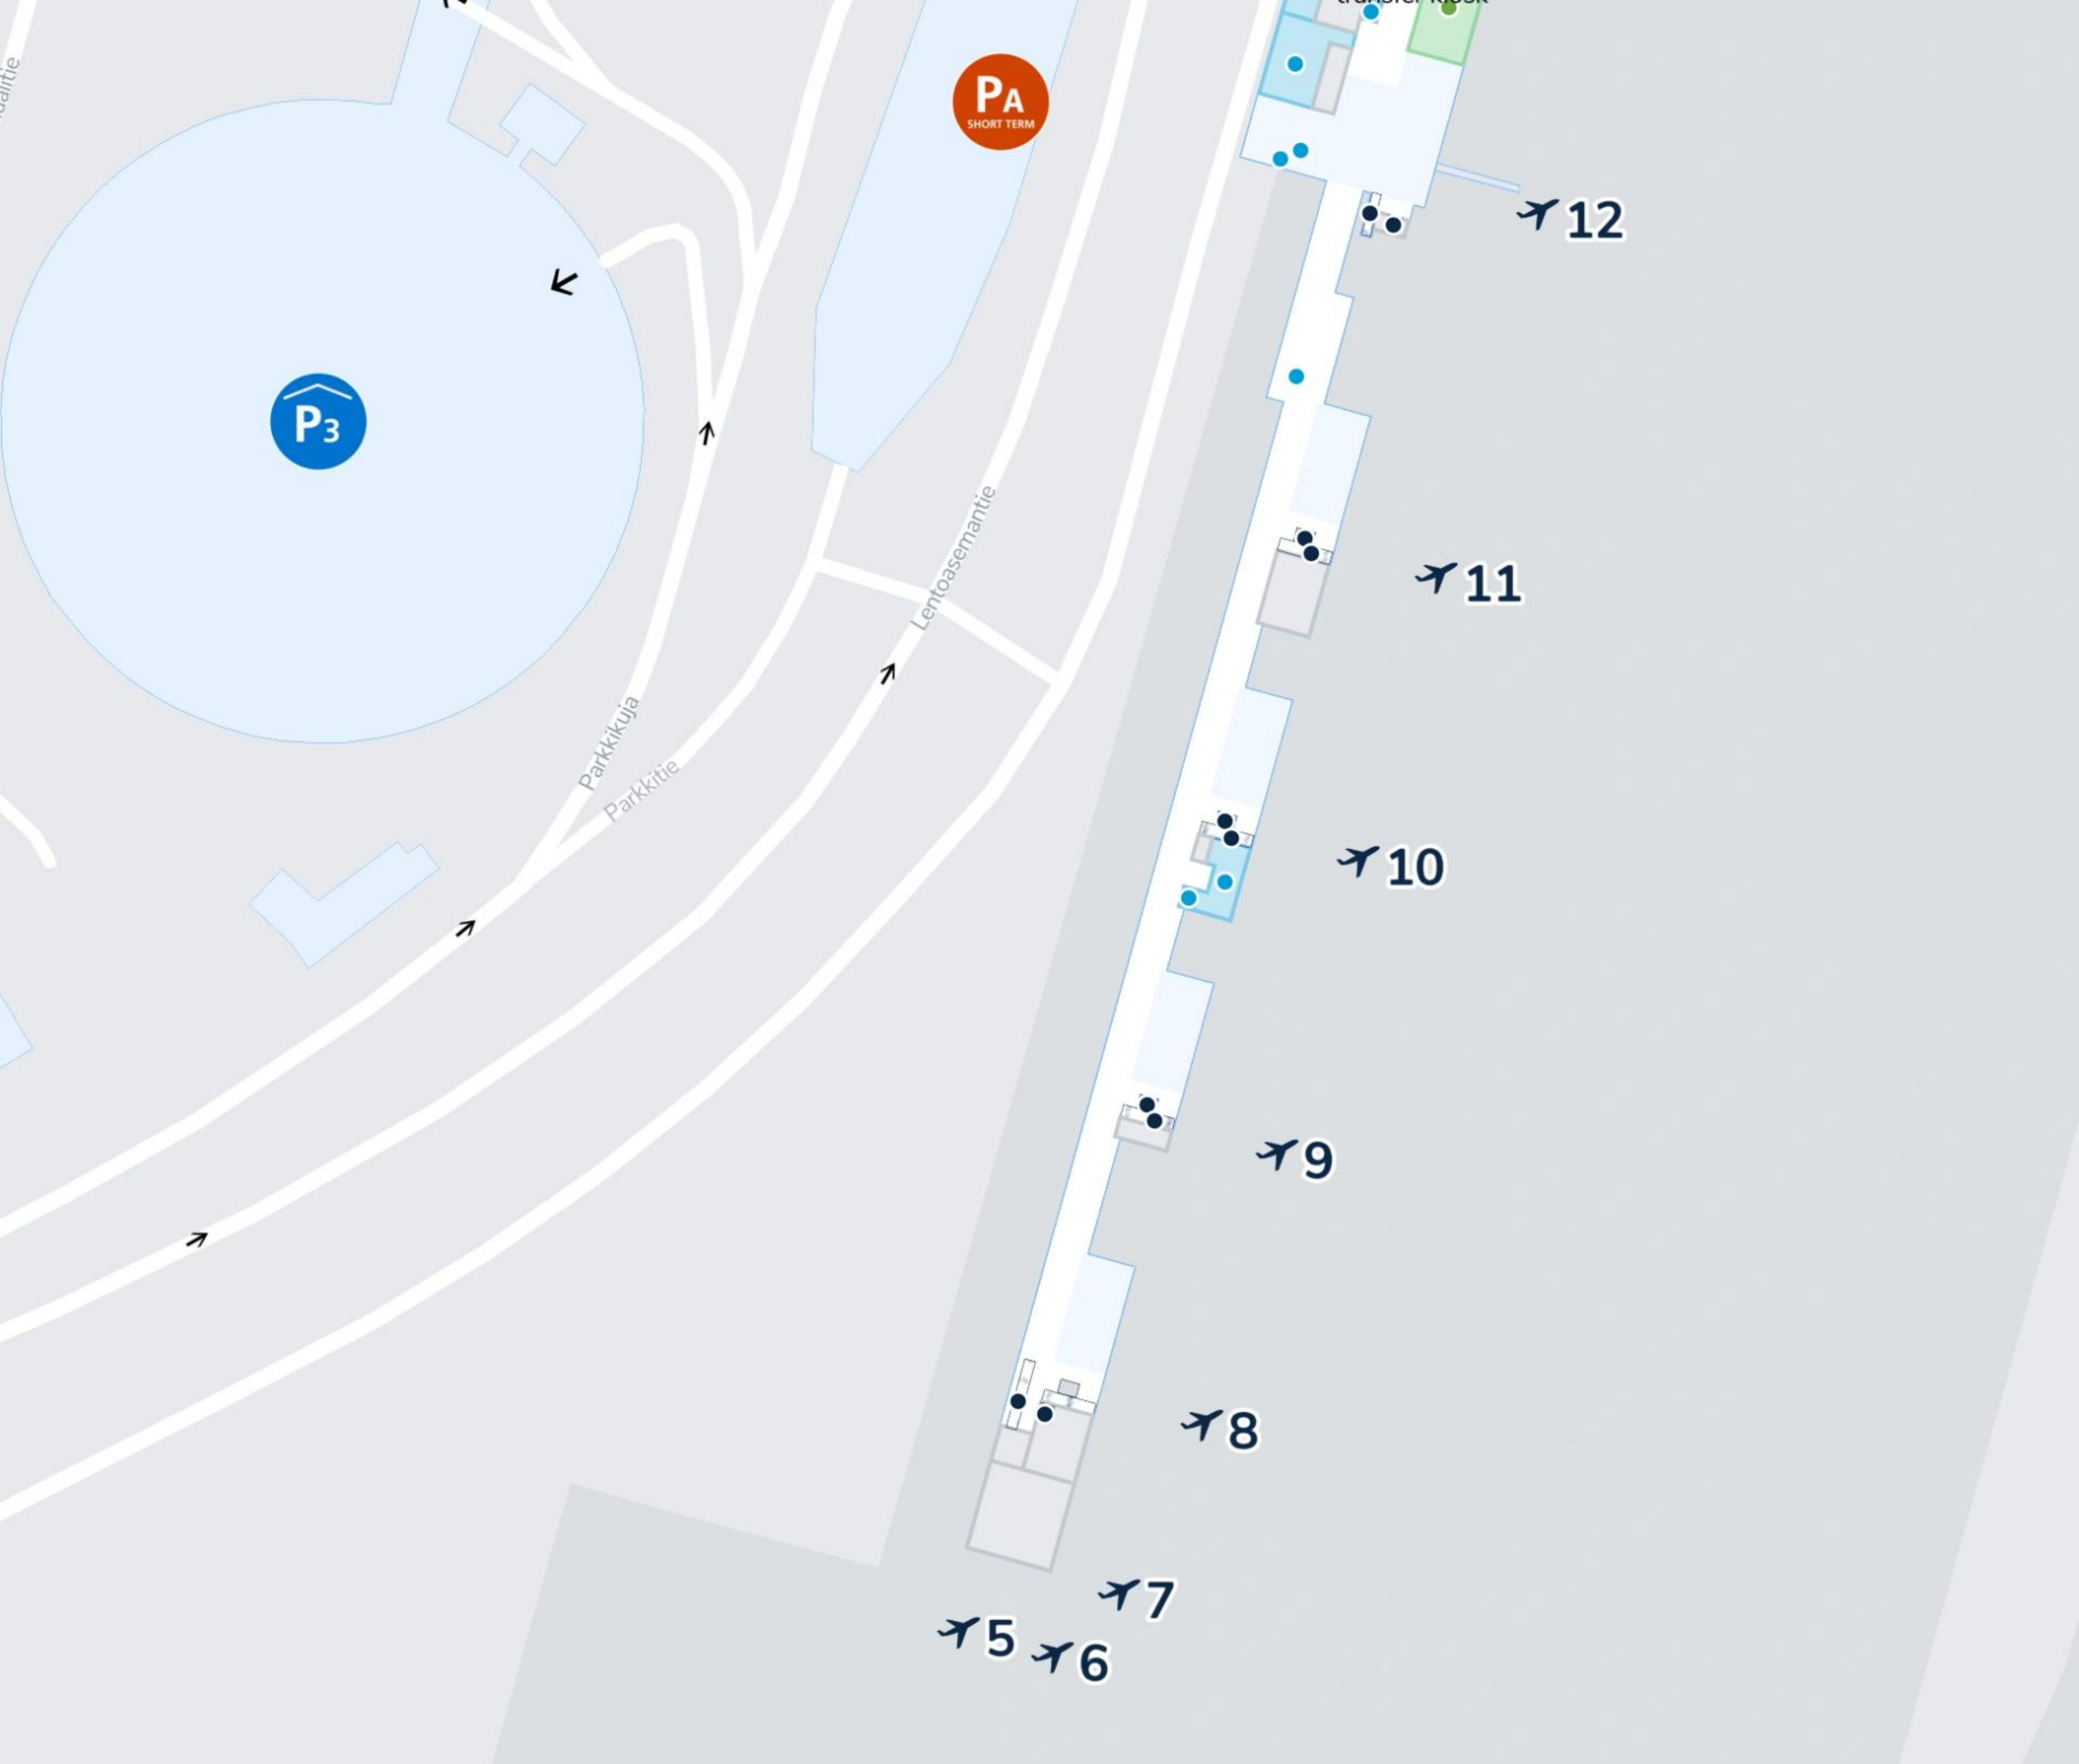 PA
SHORT TERM
12
P3
11
Lentoasemantie
Parkkikuja
Parkkitie
10
9
8
7
5
6